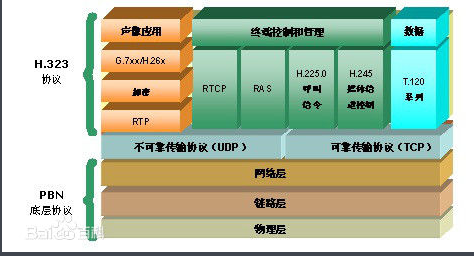 声像应用
终端控制和管理
数据
H.323
协议
G.7xx/H26x
加密
RTP
RTCP
RAS
H.225.0
呼叫
信令
H.245
媒体信
道控制
T.120
系列
不可靠传输协议（UDP）
可靠传输协议（TCP）
PBN
底层协议
网络层
链路层
物理层
Bai百科